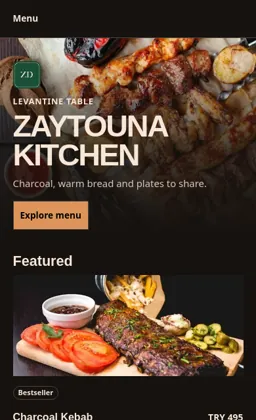 Menu
ZD
LEVANTINE TABLE
ZAYTOUNA
KITCHEN
Charcoal, warm bread and plates to share.
Explore menu
Featured
Bestseller
Charcoal Kebab TRY 495